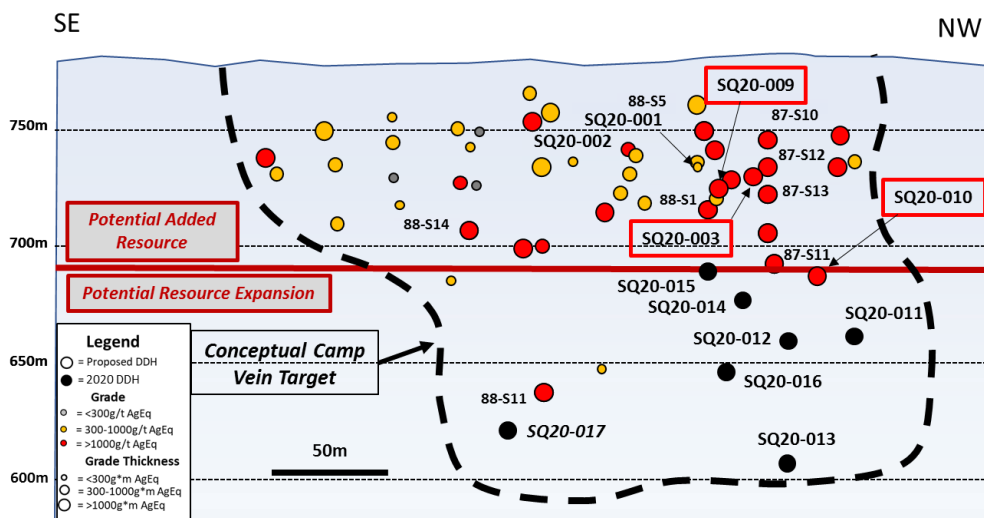 SE
NW
SQ20-009
88-S5
87-S10
SQ20-001
750m
SQ20-002
87-S12
87-S13
SQ20-010
88-S1
Potential Added
Resource
88-S14
SQ20-003
700m
87-S11
Potential Resource Expansion
SQ20-015
SQ20-014
SQ20-011
SQ20-012
Legend
= Proposed DDH
= 2020 DDH
Grade
= <300g/t AgEq
= 300-1000g/t AgEq
= >1000g/t AgEq
Grade Thickness
= <300g*m AgEq
= 300-1000g*m AgEq
= >1000g*m AgEq
Conceptual Camp
Vein Target
650m
SQ20-016
88-S11
SQ20-017
SQ20-013
50m
600m